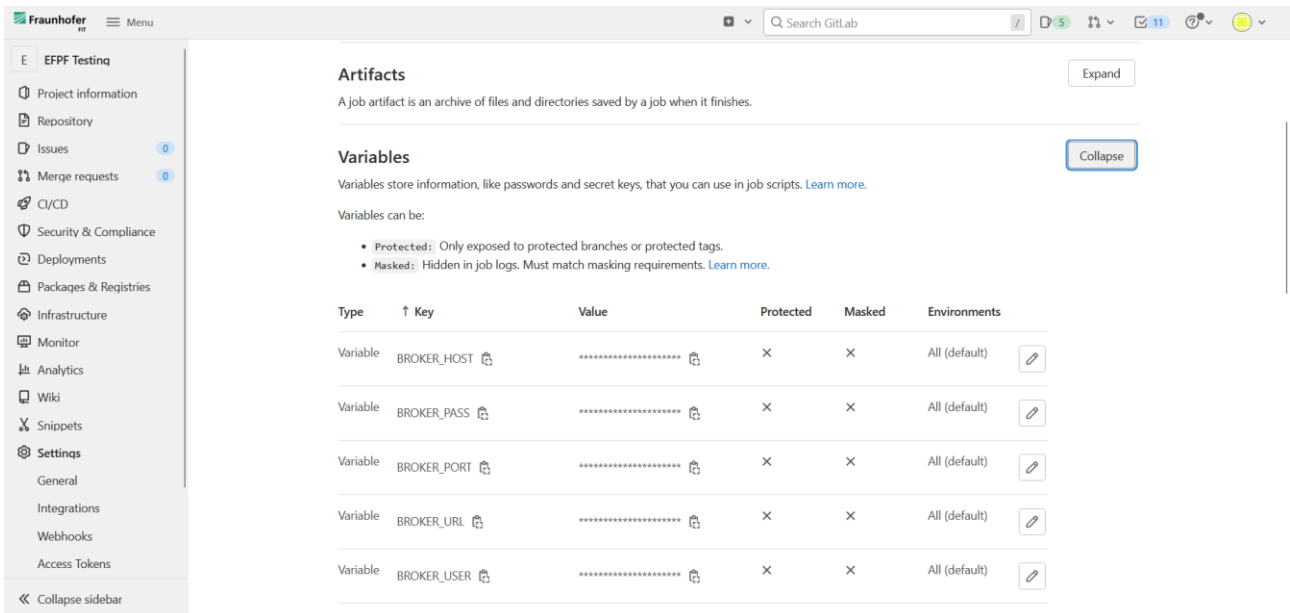 Fraunhofer
FIT
Menu
Search GitLab
/
5
11
E EFPF Testing
Project information
Repository
Issues 0
Merge requests 0
CI/CD
Security & Compliance
Deployments
Packages & Registries
Infrastructure
Monitor
Analytics
Wiki
Snippets
Settings
General
Integrations
Webhooks
Access Tokens
Collapse sidebar
Artifacts
Expand
A job artifact is an archive of files and directories saved by a job when it finishes.
Variables
Collapse
Variables store information, like passwords and secret keys, that you can use in job scripts. Learn more.
Variables can be:
• Protected: Only exposed to protected branches or protected tags.
• Masked: Hidden in job logs. Must match masking requirements. Learn more.
Type ↑ Key Value Protected Masked Environments
Variable BROKER_HOST ********************* × × All (default)
Variable BROKER_PASS ********************* × × All (default)
Variable BROKER_PORT ********************* × × All (default)
Variable BROKER_URL ********************* × × All (default)
Variable BROKER_USER ********************* × × All (default)